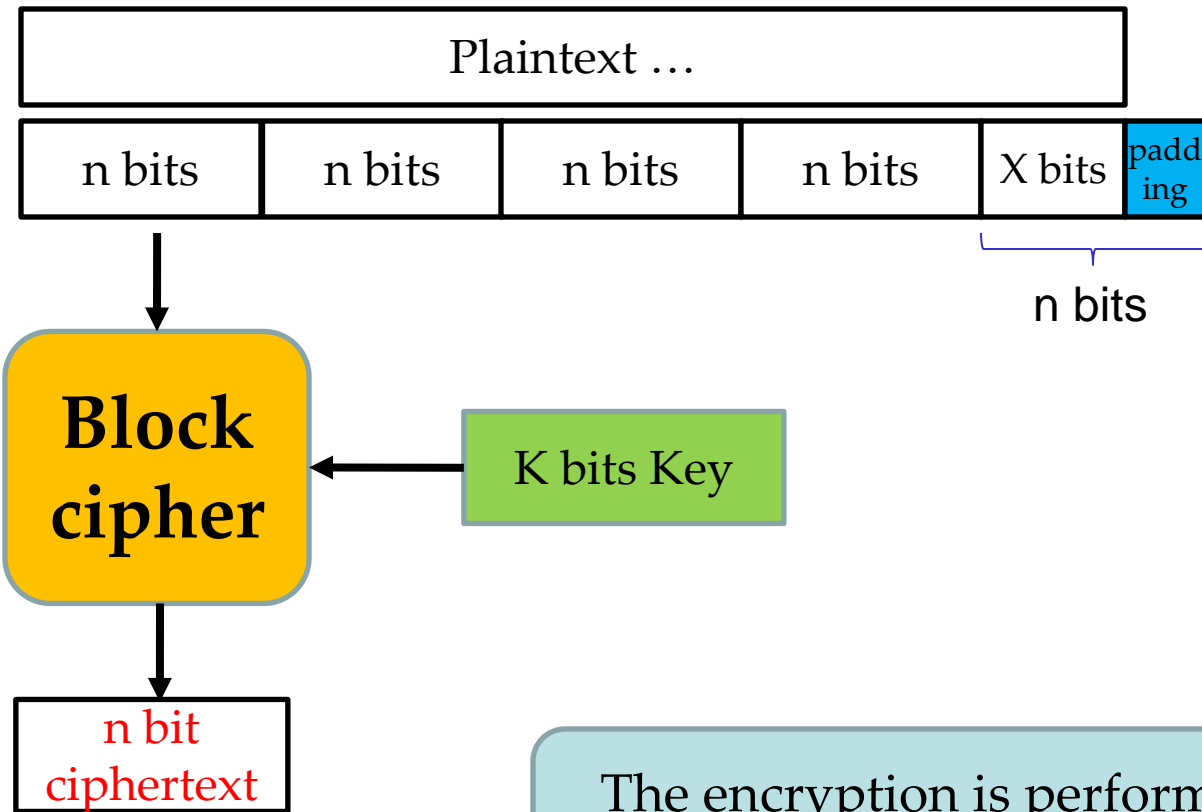 Plaintext …
n bits
n bits
n bits
n bits
X bits
padd
ing
n bits
Block
cipher
K bits Key
n bit
ciphertext
The encryption is perform